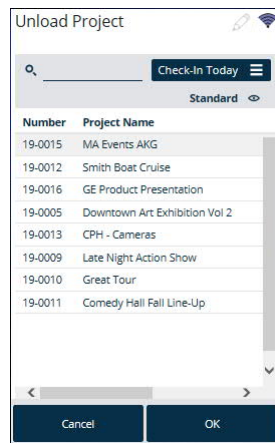 Unload Project
Check-In Today
Standard
Number Project Name
19-0015 MA Events AKG
19-0012 Smith Boat Cruise
19-0016 GE Product Presentation
19-0005 Downtown Art Exhibition Vol 2
19-0013 CPH - Cameras
19-0009 Late Night Action Show
19-0010 Great Tour
19-0011 Comedy Hall Fall Line-Up
Cancel OK